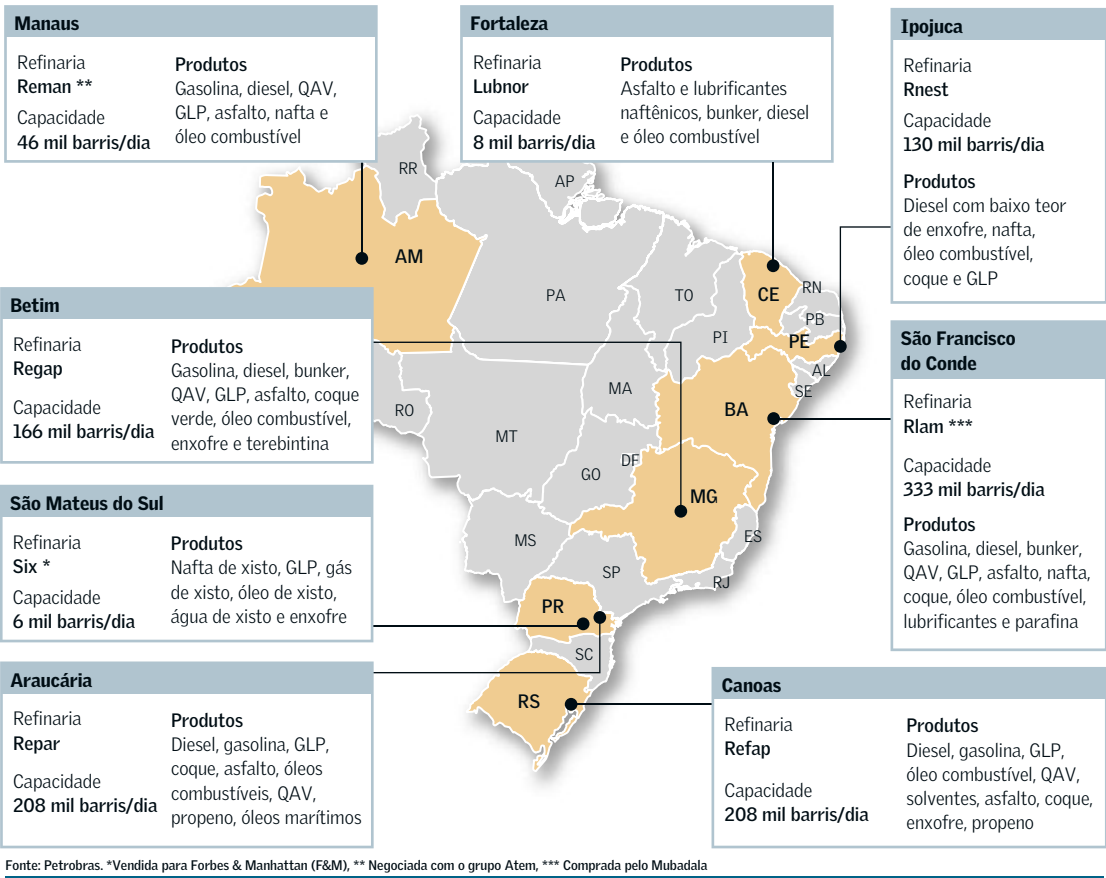 Manaus
Refinaria
Reman **
Capacidade
46 mil barris/dia
Produtos
Gasolina, diesel, QAV,
GLP, asfalto, nafta e
óleo combustível
Fortaleza
Refinaria
Lubnor
Capacidade
8 mil barris/dia
Produtos
Asfalto e lubrificantes
naftênicos, bunker, diesel
e óleo combustível
Ipojuca
Refinaria
Rnest
Capacidade
130 mil barris/dia
Produtos
Diesel com baixo teor
de enxofre, nafta,
óleo combustível,
coque e GLP
RR
AP
AM
PA
TO
CE
RN
PB
PI
PE
AL
SE
MA
BA
RO
MT
GO
DF
MG
MS
ES
SP
RJ
PR
SC
RS
Betim
Refinaria
Regap
Capacidade
166 mil barris/dia
Produtos
Gasolina, diesel, bunker,
QAV, GLP, asfalto, coque
verde, óleo combustível,
enxofre e terebintina
São Francisco
do Conde
Refinaria
Rlam ***
Capacidade
333 mil barris/dia
Produtos
Gasolina, diesel, bunker,
QAV, GLP, asfalto, nafta,
coque, óleo combustível,
lubrificantes e parafina
São Mateus do Sul
Refinaria
Six *
Capacidade
6 mil barris/dia
Produtos
Nafta de xisto, GLP, gás
de xisto, óleo de xisto,
água de xisto e enxofre
Araucária
Refinaria
Repar
Capacidade
208 mil barris/dia
Produtos
Diesel, gasolina, GLP,
coque, asfalto, óleos
combustíveis, QAV,
propeno, óleos marítimos
Canoas
Refinaria
Refap
Capacidade
208 mil barris/dia
Produtos
Diesel, gasolina, GLP,
óleo combustível, QAV,
solventes, asfalto, coque,
enxofre, propeno
Fonte: Petrobras. *Vendida para Forbes & Manhattan (F&M), ** Negociada com o grupo Atem, *** Comprada pelo Mubadala